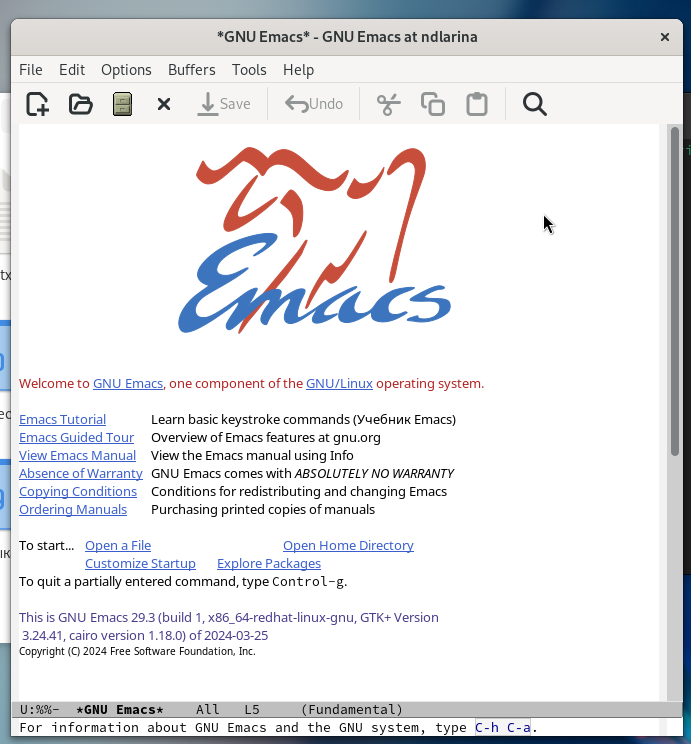 *GNU Emacs* - GNU Emacs at ndlarina
File Edit Options Buffers Tools Help
Save Undo
Emacs
Welcome to GNU Emacs, one component of the GNU/Linux operating system.
Emacs Tutorial Learn basic keystroke commands (Учебник Emacs)
Emacs Guided Tour Overview of Emacs features at gnu.org
View Emacs Manual View the Emacs manual using Info
Absence of Warranty GNU Emacs comes with ABSOLUTELY NO WARRANTY
Copying Conditions Conditions for redistributing and changing Emacs
Ordering Manuals Purchasing printed copies of manuals
To start... Open a File Open Home Directory
Customize Startup Explore Packages
To quit a partially entered command, type Control-g.
This is GNU Emacs 29.3 (build 1, x86_64-redhat-linux-gnu, GTK+ Version
3.24.41, cairo version 1.18.0) of 2024-03-25
Copyright (C) 2024 Free Software Foundation, Inc.
U:%%- *GNU Emacs* All L5 (Fundamental)
For information about GNU Emacs and the GNU system, type C-h C-a.